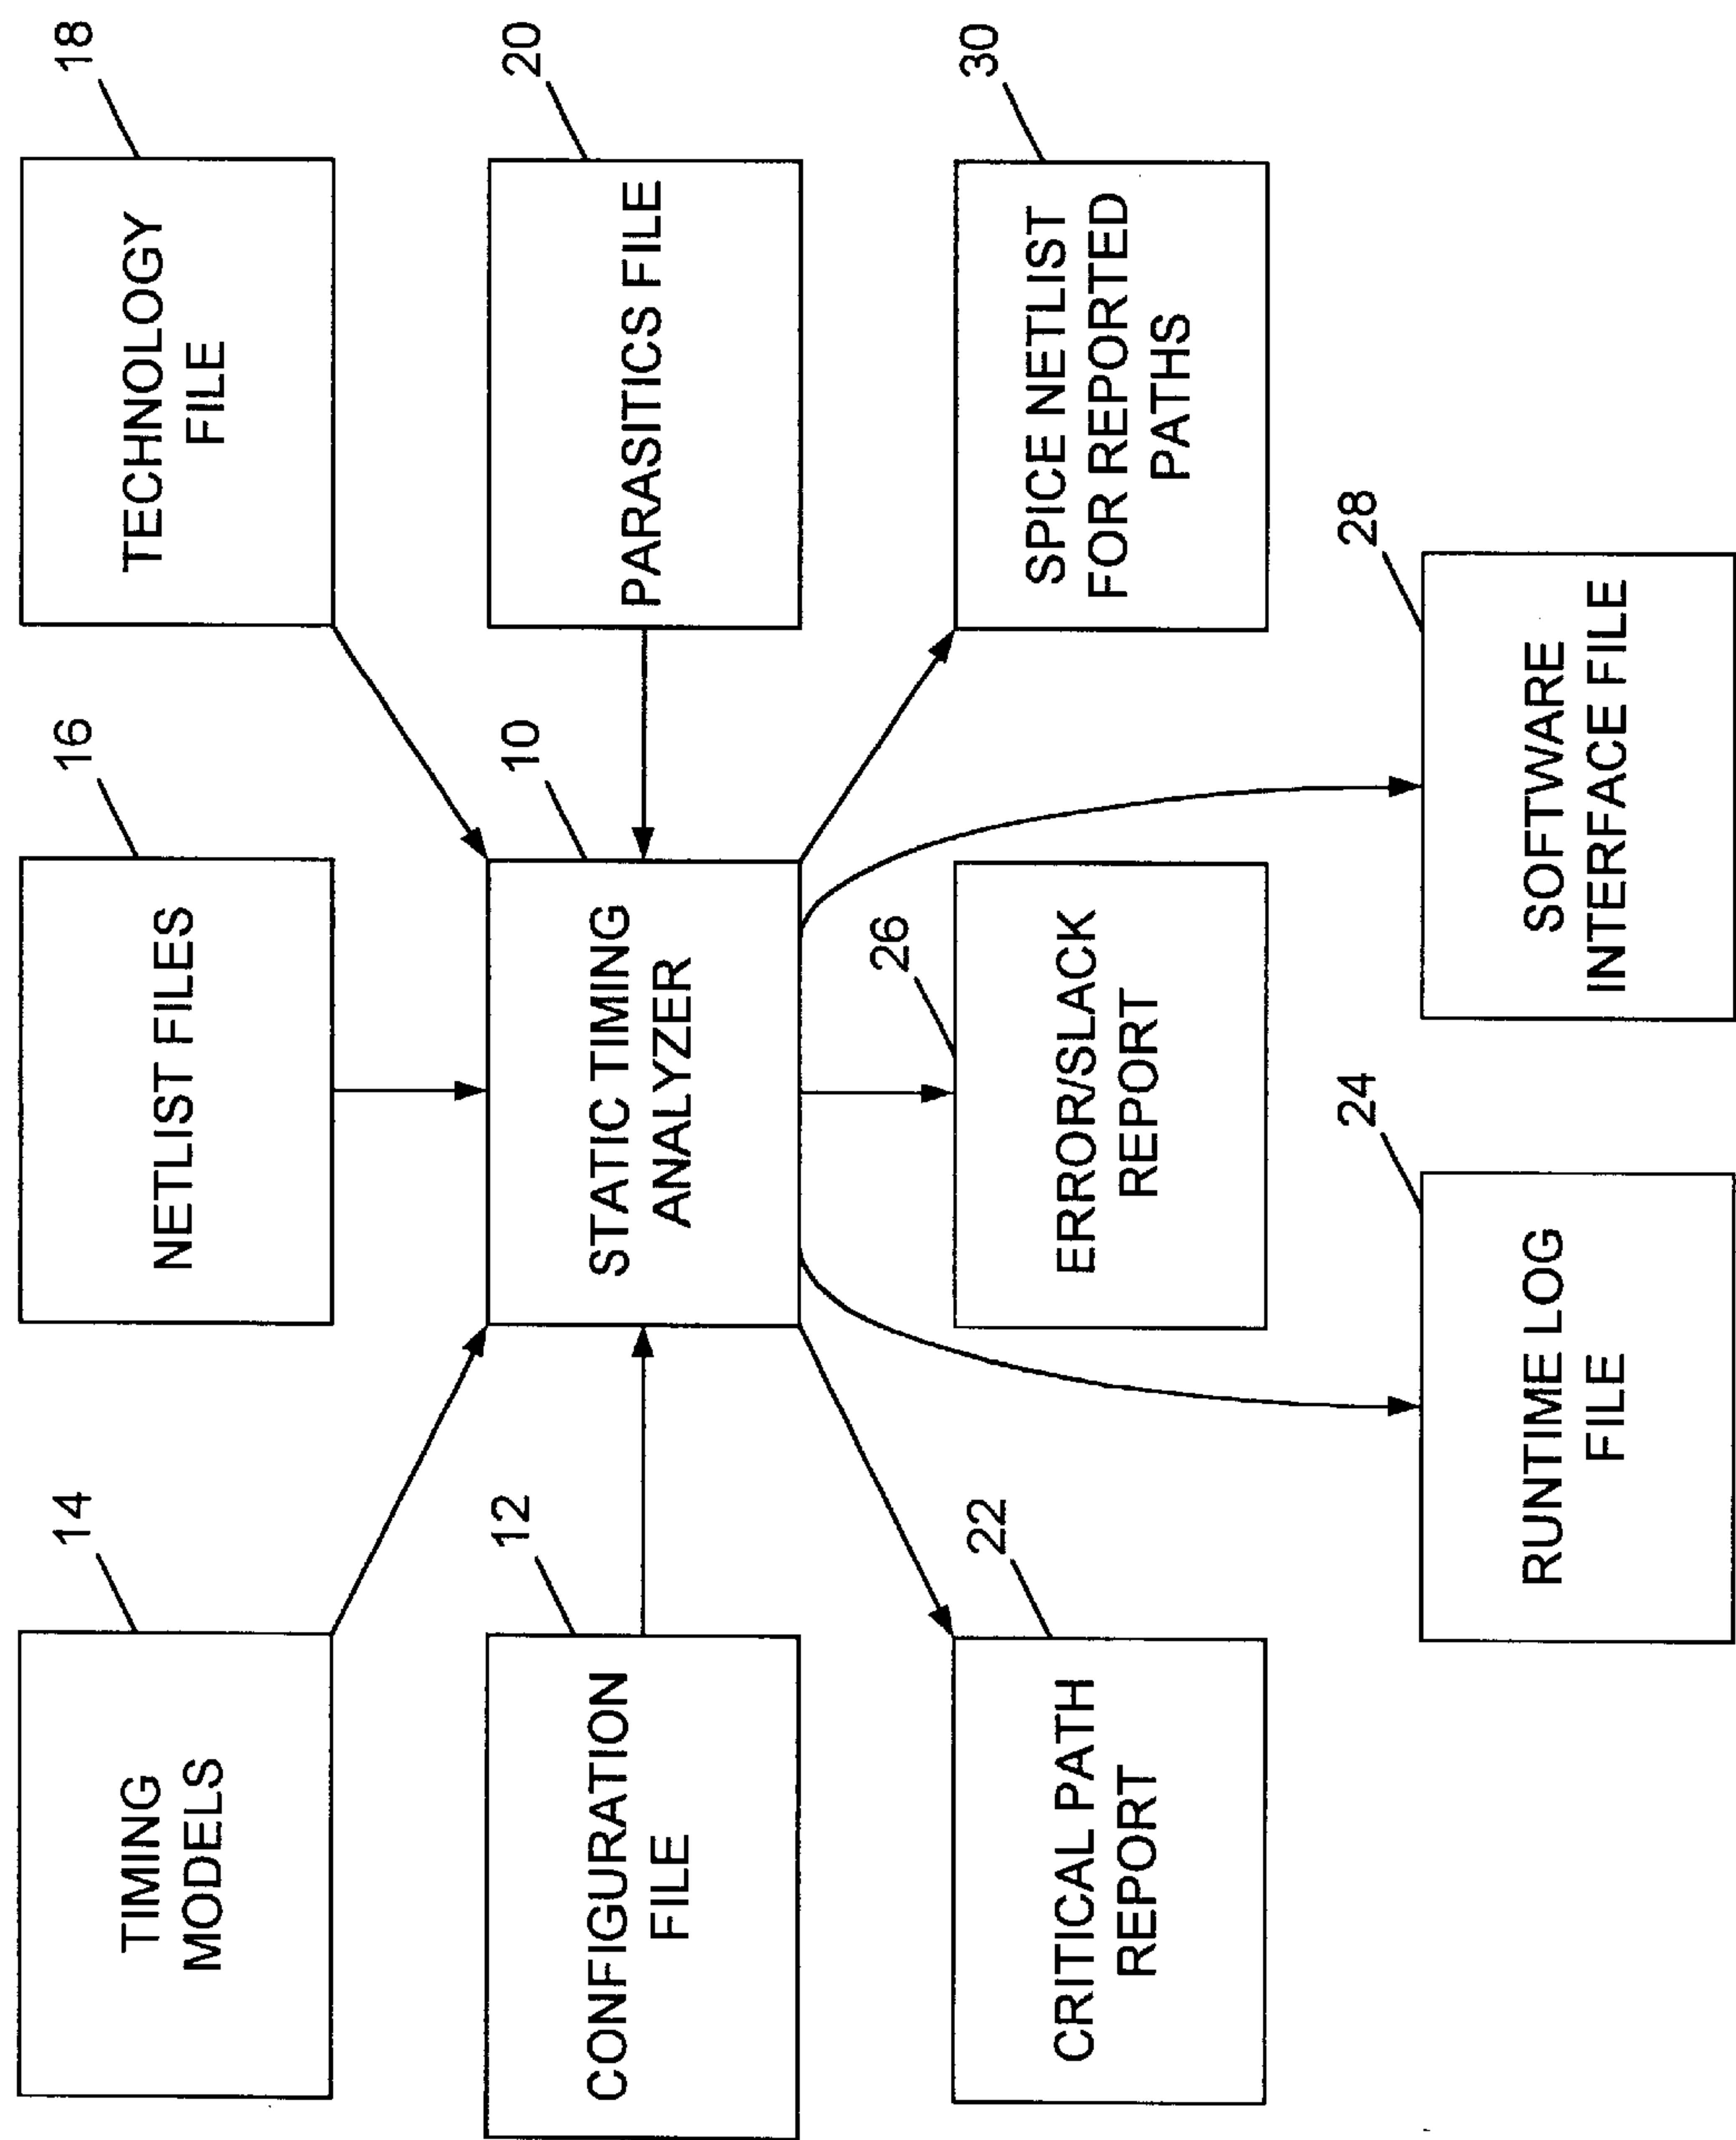 14
TIMING
MODELS
16
NETLIST FILES
18
TECHNOLOGY
FILE
12
CONFIGURATION
FILE
10
STATIC TIMING
ANALYZER
20
PARASITICS FILE
22
CRITICAL PATH
REPORT
26
ERROR/SLACK
REPORT
30
SPICE NETLIST
FOR REPORTED
PATHS
24
RUNTIME LOG
FILE
28
SOFTWARE
INTERFACE FILE